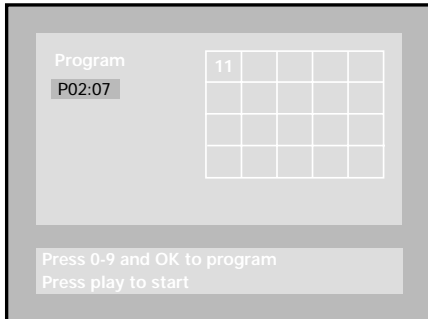 Program
11
P02:07
Press 0-9 and OK to program
Press play to start